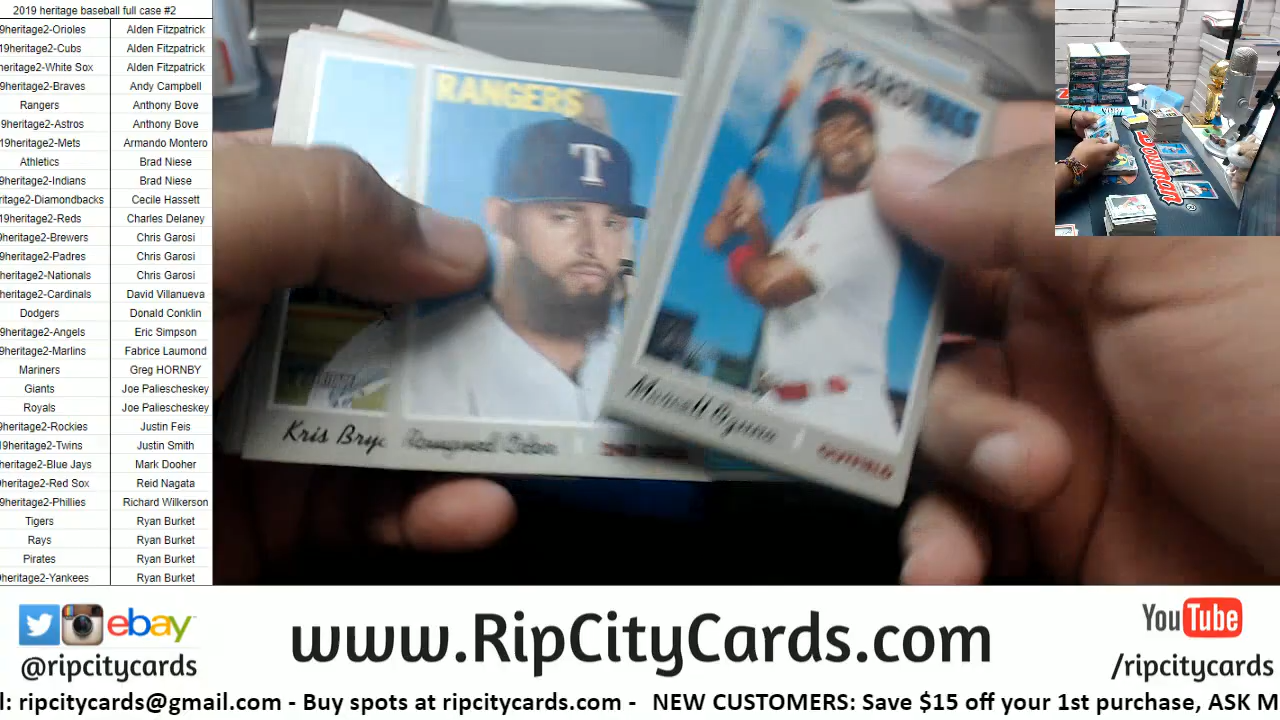 2019 heritage baseball full case #2
9heritage2-Orioles Alden Fitzpatrick
19heritage2-Cubs Alden Fitzpatrick
heritage2-White Sox Alden Fitzpatrick
9heritage2-Braves Andy Campbell
Rangers Anthony Bove
9heritage2-Astros Anthony Bove
19heritage2-Mets Armando Montero
Athletics Brad Niese
9heritage2-Indians Brad Niese
ritage2-Diamondbacks Cecile Hassett
19heritage2-Reds Charles Delaney
heritage2-Brewers Chris Garosi
9heritage2-Padres Chris Garosi
heritage2-Nationals Chris Garosi
heritage2-Cardinals David Villanueva
Dodgers Donald Conklin
9heritage2-Angels Eric Simpson
9heritage2-Marlins Fabrice Laumond
Mariners Greg HORNBY
Giants Joe Paliescheskey
Royals Joe Paliescheskey
9heritage2-Rockies Justin Feis
19heritage2-Twins Justin Smith
heritage2-Blue Jays Mark Dooher
9heritage2-Red Sox Reid Nagata
9heritage2-Phillies Richard Wilkerson
Tigers Ryan Burket
Rays Ryan Burket
Pirates Ryan Burket
heritage2-Yankees Ryan Burket
RANGERS
T
CARDINALS
Kris Brya
Marcell Ozuna OUTFIELD
Bowman
ebay
@ripcitycards
www.RipCityCards.com
YouTube
/ripcitycards
l: ripcitycards@gmail.com - Buy spots at ripcitycards.com - NEW CUSTOMERS: Save $15 off your 1st purchase, ASK M